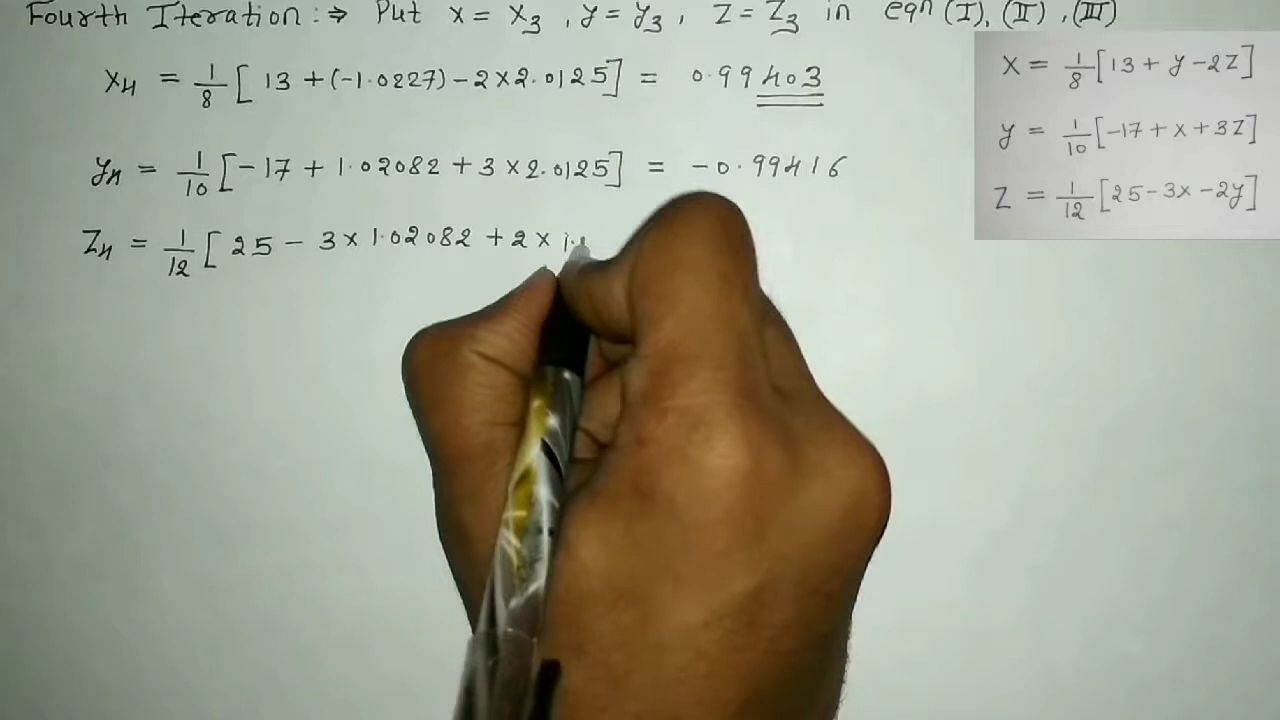 Fourth Iteration :⇒ Put x = x₃ , y = y₃ , z = z₃ in eqn (I), (II) , (III)
x₄ = 1/8 [ 13 + (-1.0227) - 2 × 2.0125 ] = 0.99403
y₄ = 1/10 [ -17 + 1.02082 + 3 × 2.0125 ] = -0.99416
z₄ = 1/12 [ 25 - 3 × 1.02082 + 2 × 1.
x = 1/8 [13 + y - 2z]
y = 1/10 [-17 + x + 3z]
z = 1/12 [25 - 3x - 2y]